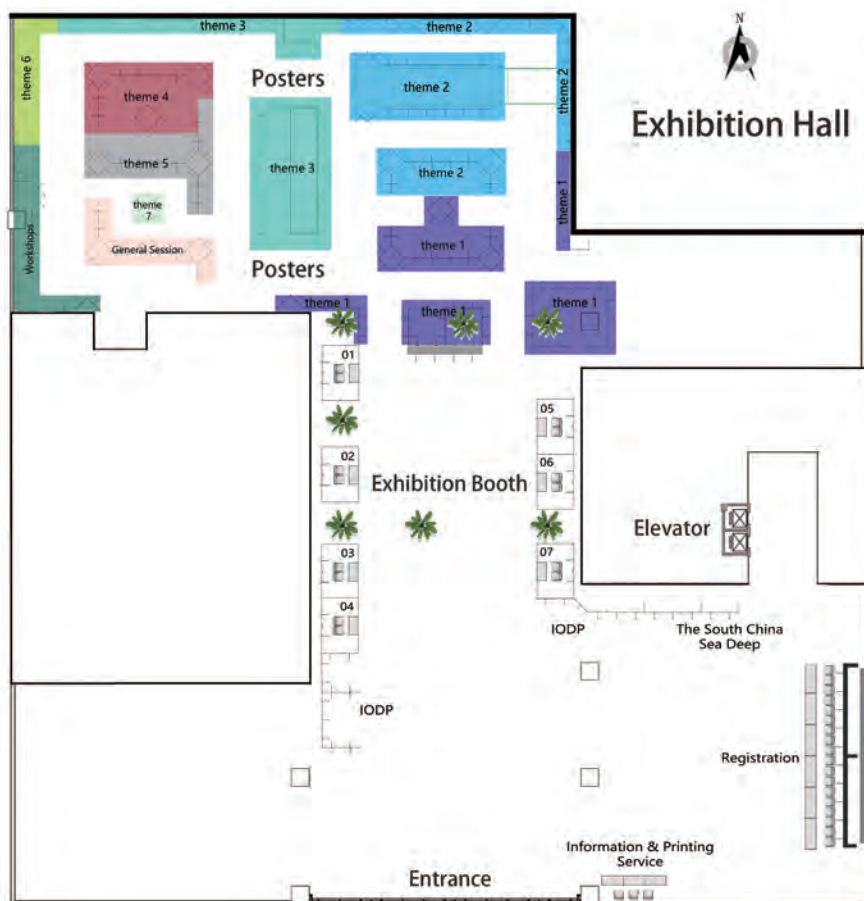 N
Exhibition Hall
theme 3
theme 2
theme 6
theme 4
Posters
theme 2
theme 2
theme 5
theme 3
theme 2
theme 1
theme
7
Workshops
General Session
theme 1
Posters
theme 1
theme 1
theme 1
01
05
02
06
Exhibition Booth
Elevator
03
07
04
IODP
The South China
Sea Deep
IODP
Registration
Information & Printing
Service
Entrance